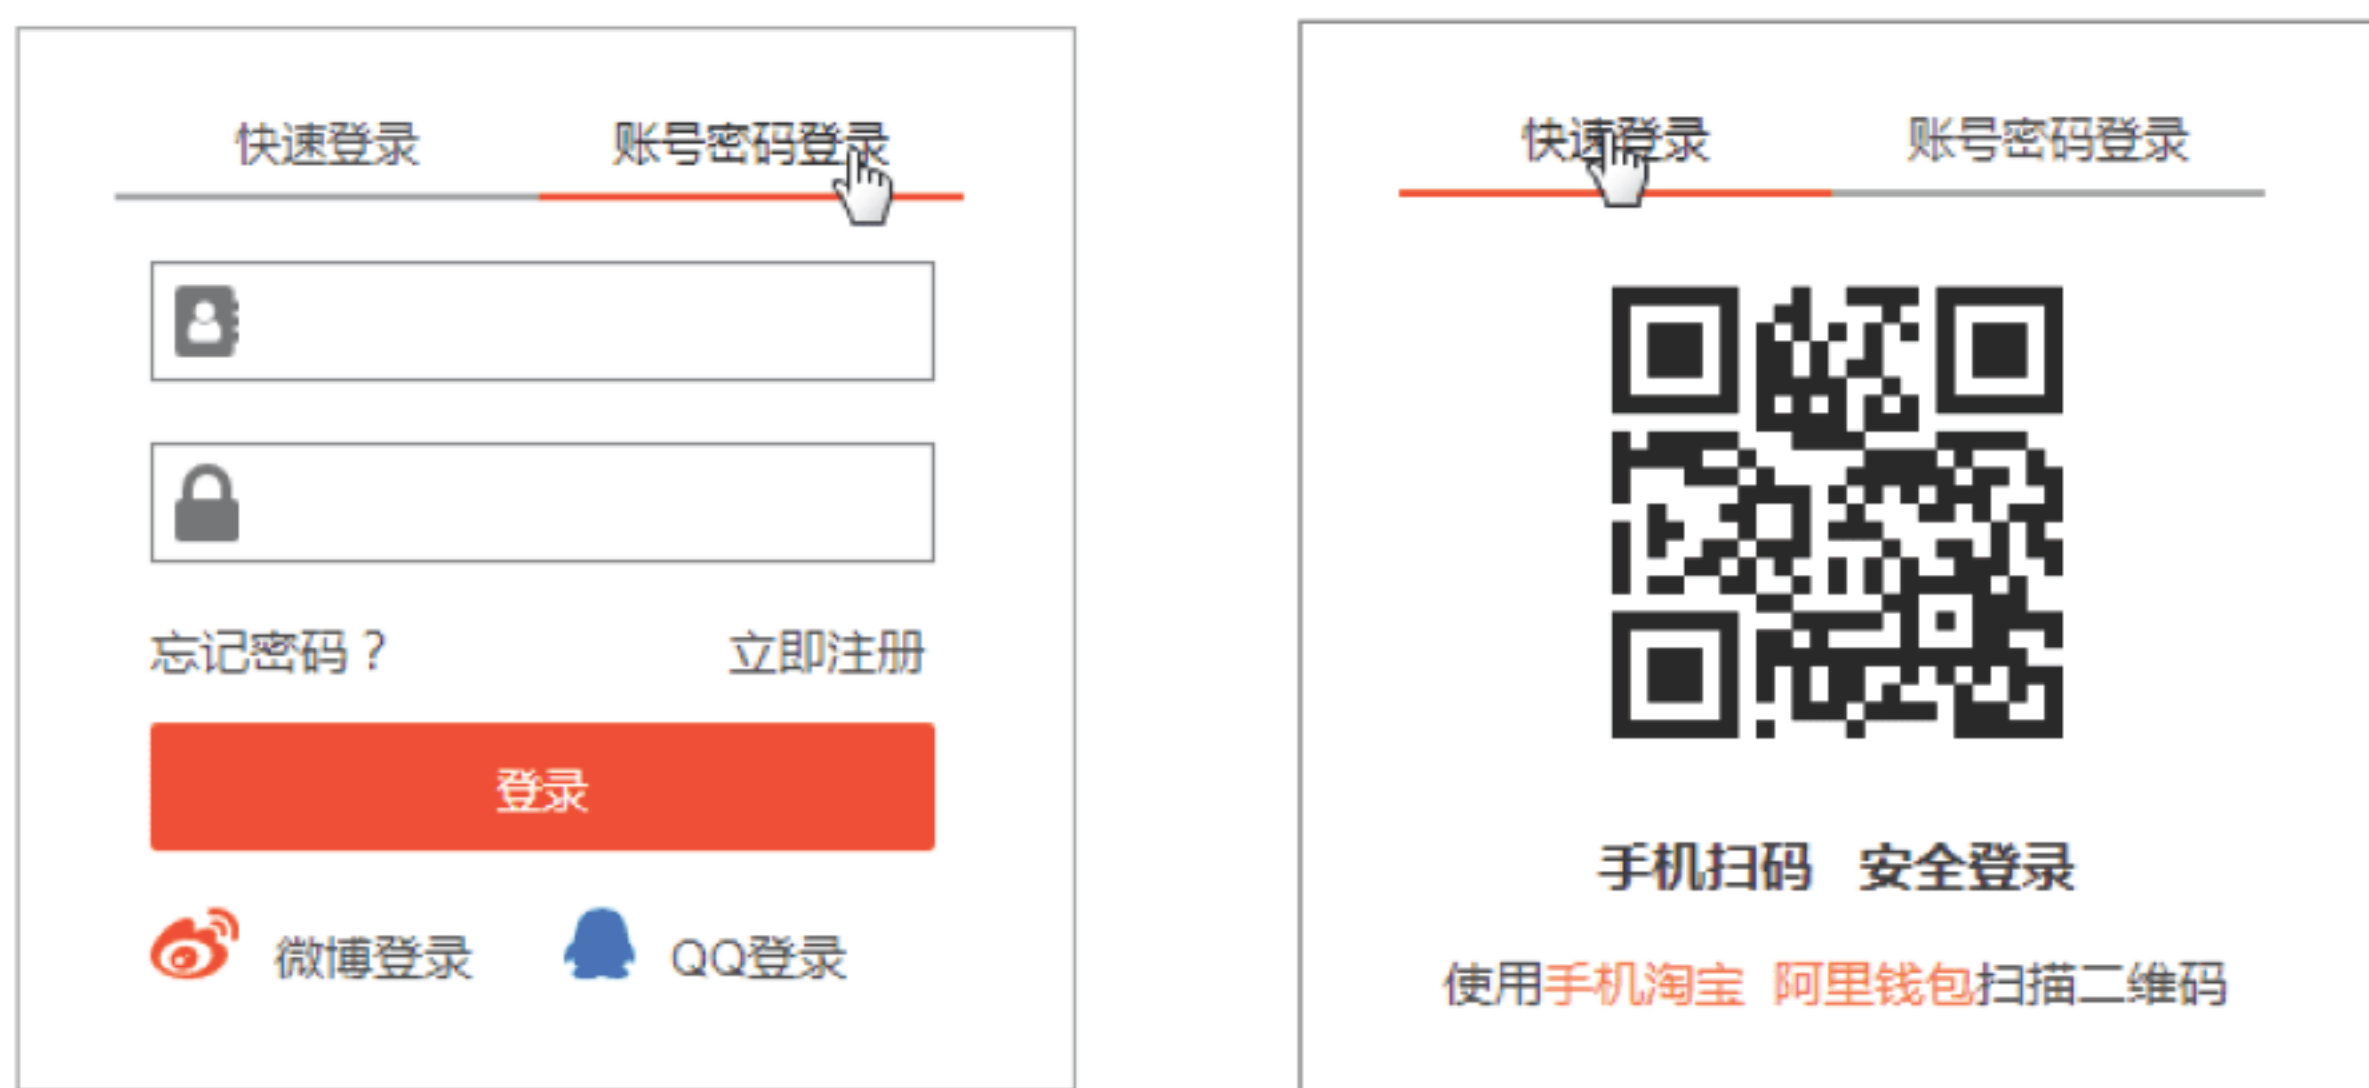 快速登录 账号密码登录
忘记密码？ 立即注册
登录
微博登录 QQ登录
快速登录 账号密码登录
手机扫码 安全登录
使用手机淘宝 阿里钱包扫描二维码